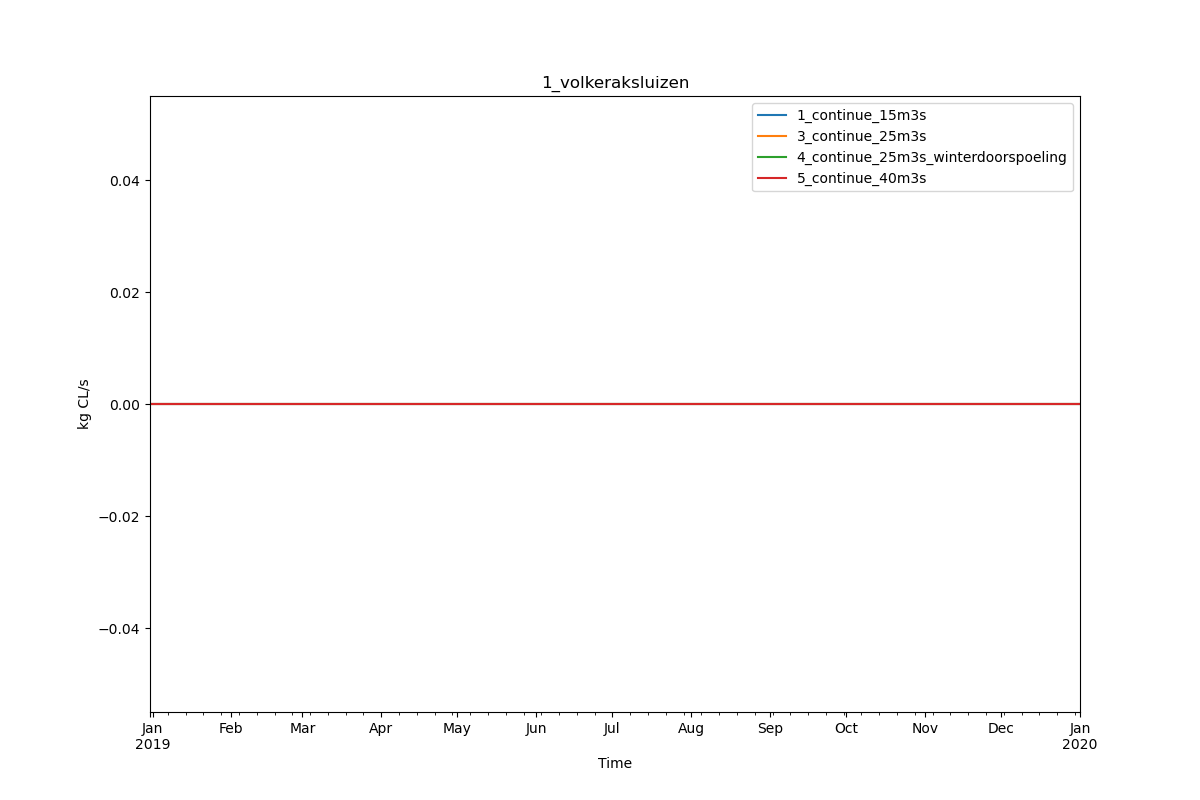 1_volkeraksluizen
1_continue_15m3s
3_continue_25m3s
4_continue_25m3s_winterdoorspoeling
5_continue_40m3s
0.04
0.02
0.00
−0.02
−0.04
kg CL/s
Jan Feb Mar Apr May Jun Jul Aug Sep Oct Nov Dec Jan
2019 2020
Time